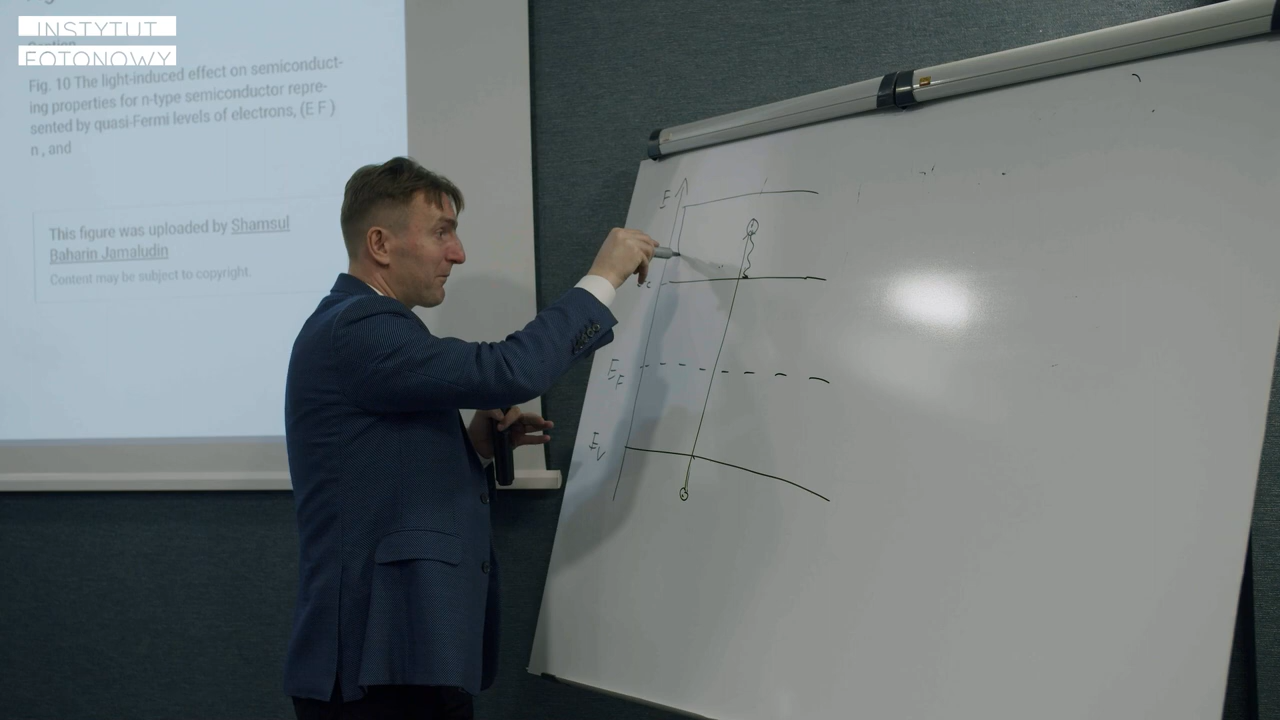 INSTYTUT
FOTONOWY
Section
Fig. 10 The light-induced effect on semiconduct-
ing properties for n-type semiconductor repre-
sented by quasi-Fermi levels of electrons, (E F )
n , and
This figure was uploaded by Shamsul
Baharin Jamaludin
Content may be subject to copyright.
E
c
E F
E V